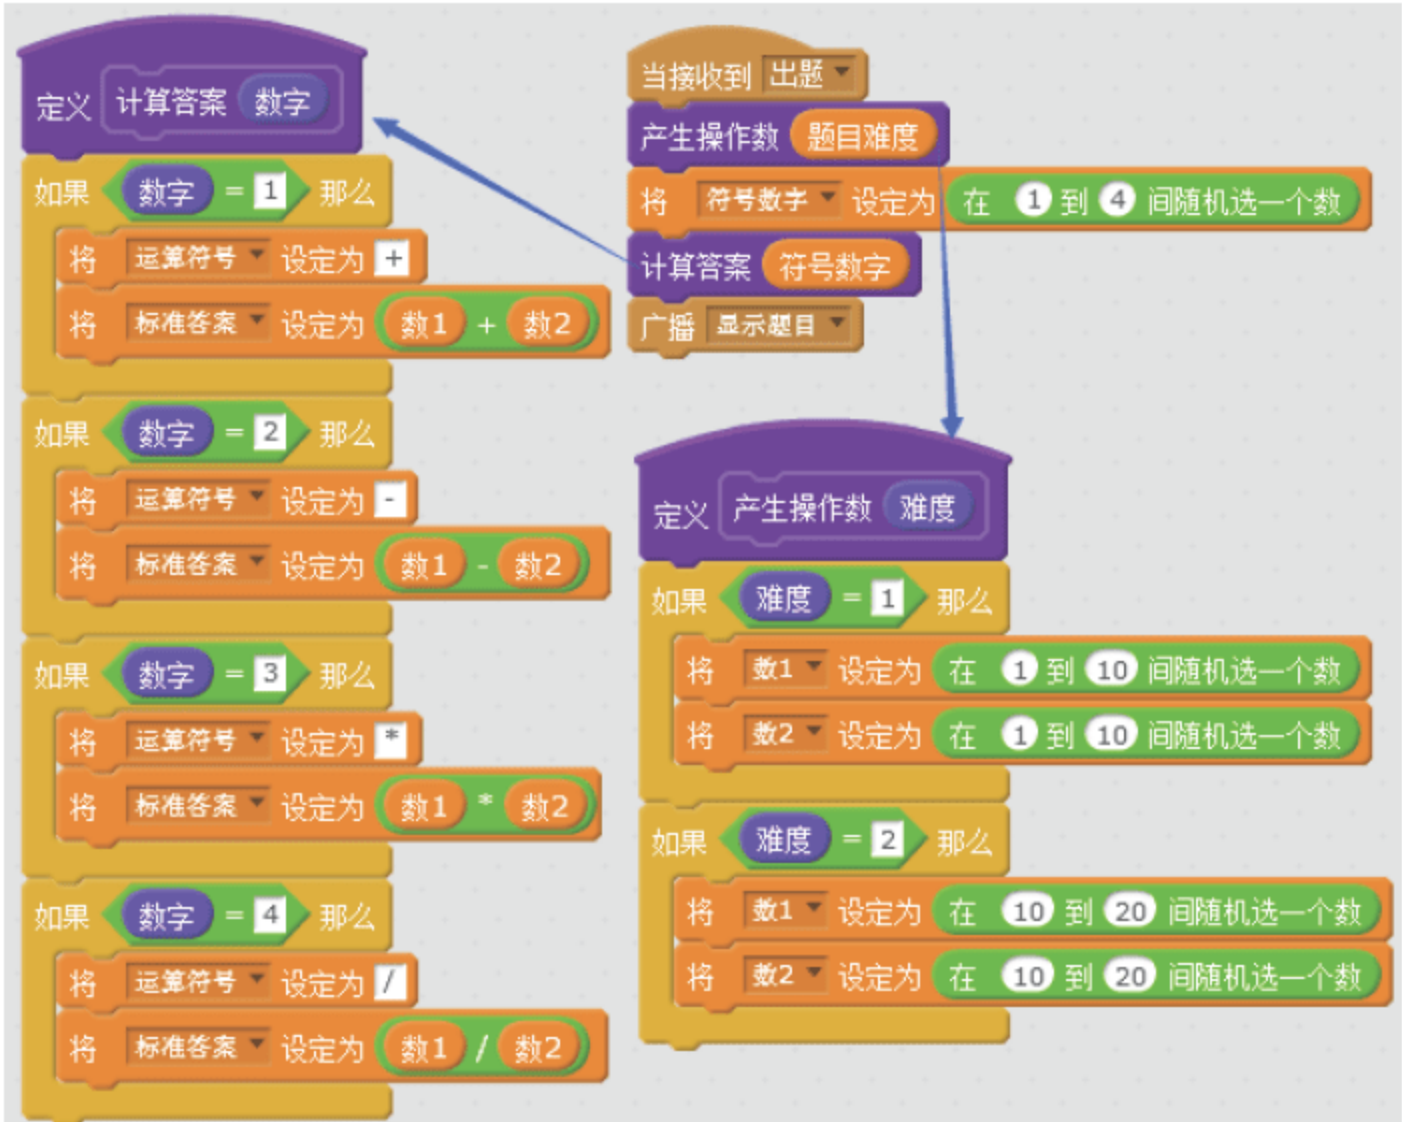 定义 计算答案 数字
如果 数字 = 1 那么
将 运算符号 设定为 +
将 标准答案 设定为 数1 + 数2
如果 数字 = 2 那么
将 运算符号 设定为 -
将 标准答案 设定为 数1 - 数2
如果 数字 = 3 那么
将 运算符号 设定为 *
将 标准答案 设定为 数1 * 数2
如果 数字 = 4 那么
将 运算符号 设定为 /
将 标准答案 设定为 数1 / 数2
当接收到 出题
产生操作数 题目难度
将 符号数字 设定为 在 1 到 4 间随机选一个数
计算答案 符号数字
广播 显示题目
定义 产生操作数 难度
如果 难度 = 1 那么
将 数1 设定为 在 1 到 10 间随机选一个数
将 数2 设定为 在 1 到 10 间随机选一个数
如果 难度 = 2 那么
将 数1 设定为 在 10 到 20 间随机选一个数
将 数2 设定为 在 10 到 20 间随机选一个数